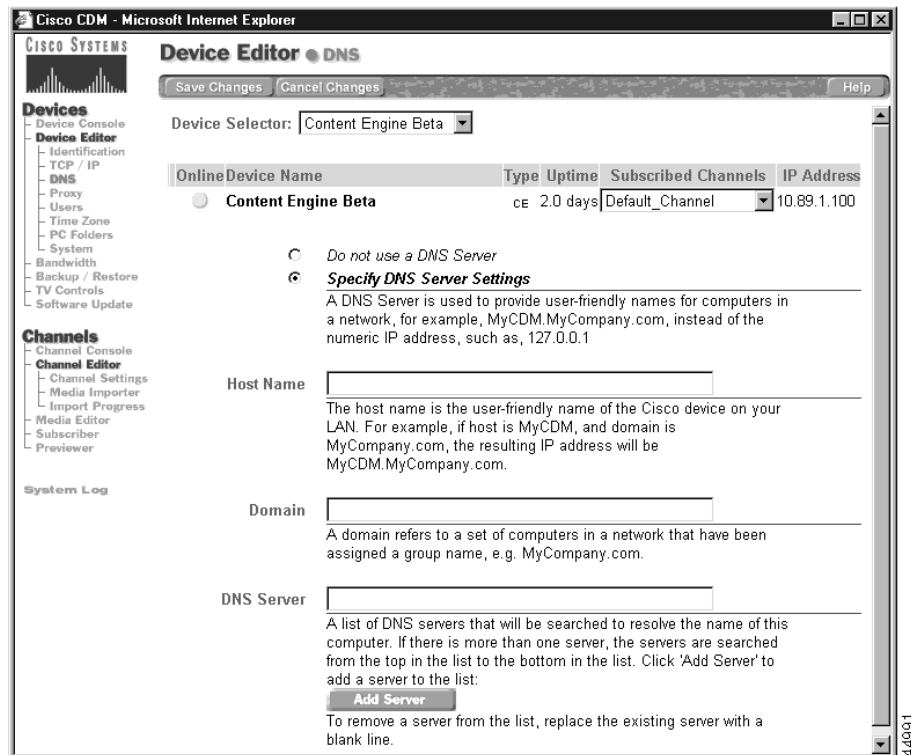 Cisco CDM - Microsoft Internet Explorer
CISCO SYSTEMS
Device Editor DNS
Save Changes Cancel Changes Help
Devices
Device Console
Device Editor
Identification
TCP / IP
DNS
Proxy
Users
Time Zone
PC Folders
System
Bandwidth
Backup / Restore
TV Controls
Software Update
Channels
Channel Console
Channel Editor
Channel Settings
Media Importer
Import Progress
Media Editor
Subscriber
Previewer
System Log
Device Selector: Content Engine Beta
Online Device Name Type Uptime Subscribed Channels IP Address
Content Engine Beta CE 2.0 days Default_Channel 10.89.1.100
Do not use a DNS Server
Specify DNS Server Settings
A DNS Server is used to provide user-friendly names for computers in
a network, for example, MyCDM.MyCompany.com, instead of the
numeric IP address, such as, 127.0.0.1
Host Name
The host name is the user-friendly name of the Cisco device on your
LAN. For example, if host is MyCDM, and domain is
MyCompany.com, the resulting IP address will be
MyCDM.MyCompany.com.
Domain
A domain refers to a set of computers in a network that have been
assigned a group name, e.g. MyCompany.com.
DNS Server
A list of DNS servers that will be searched to resolve the name of this
computer. If there is more than one server, the servers are searched
from the top in the list to the bottom in the list. Click 'Add Server' to
add a server to the list:
Add Server
To remove a server from the list, replace the existing server with a
blank line.
44991